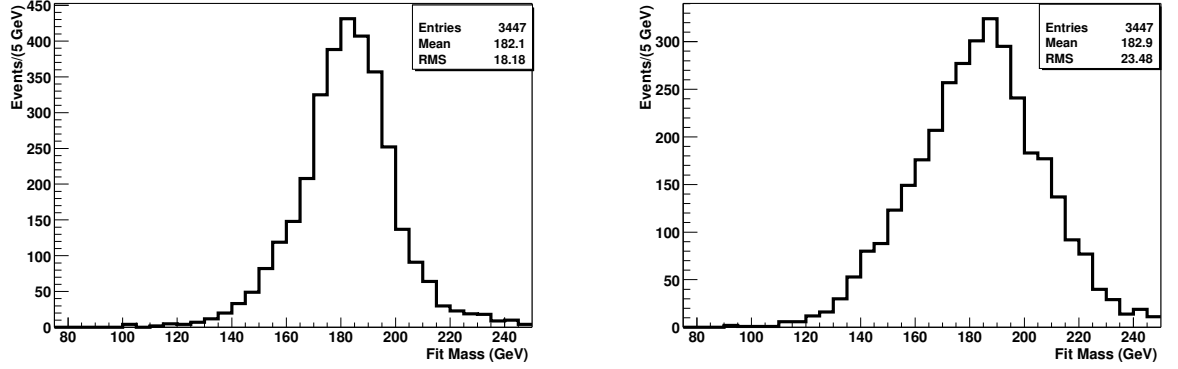 Events/(5 GeV)
450
400
350
300
250
200
150
100
50
0
Entries 3447
Mean 182.1
RMS 18.18
80 100 120 140 160 180 200 220 240
Fit Mass (GeV)
Events/(5 GeV)
300
250
200
150
100
50
0
Entries 3447
Mean 182.9
RMS 23.48
80 100 120 140 160 180 200 220 240
Fit Mass (GeV)